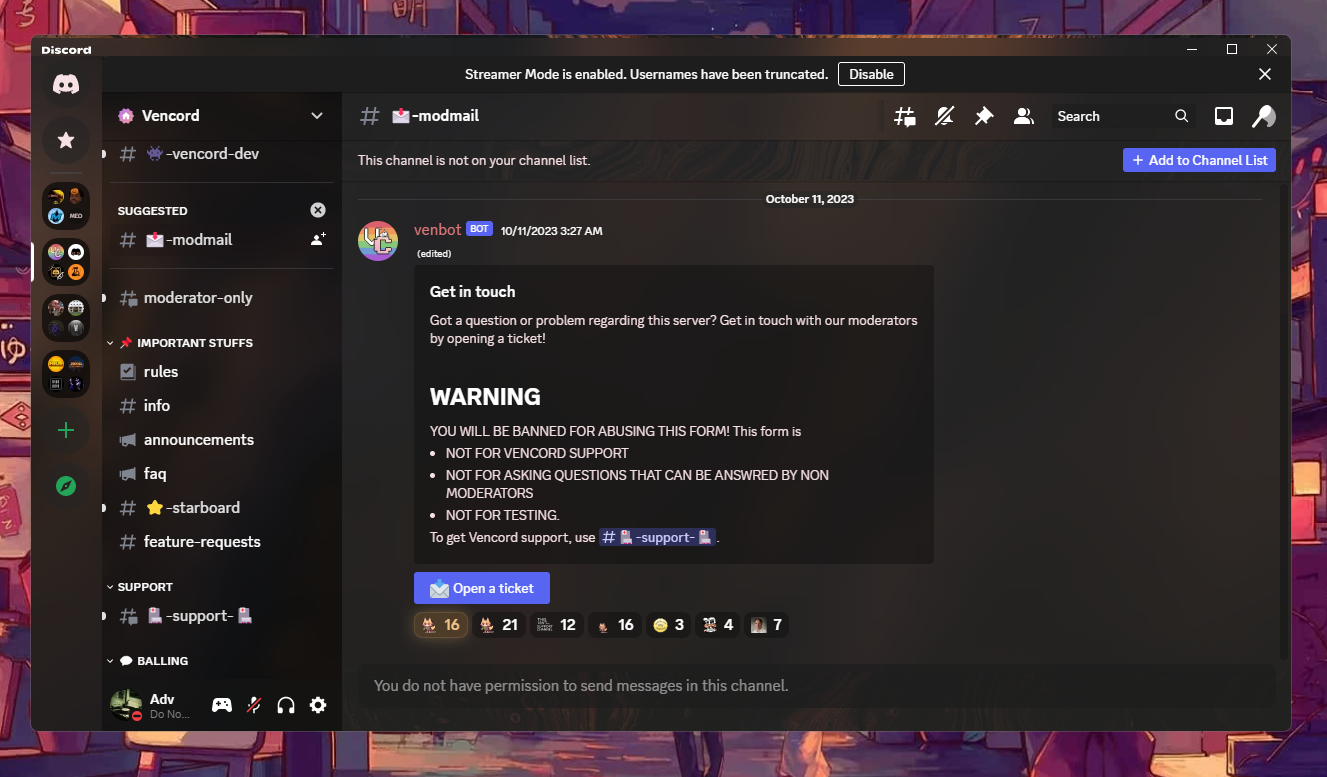 Discord
Streamer Mode is enabled. Usernames have been truncated.
Disable
Vencord
-modmail
Search
-vencord-dev
This channel is not on your channel list.
Add to Channel List
SUGGESTED
-modmail
moderator-only
IMPORTANT STUFFS
rules
info
announcements
faq
-starboard
feature-requests
SUPPORT
-support-
BALLING
Adv
Do No...
October 11, 2023
venbot BOT 10/11/2023 3:27 AM
(edited)
Get in touch
Got a question or problem regarding this server? Get in touch with our moderators
by opening a ticket!
WARNING
YOU WILL BE BANNED FOR ABUSING THIS FORM! This form is
• NOT FOR VENCORD SUPPORT
• NOT FOR ASKING QUESTIONS THAT CAN BE ANSWRED BY NON
MODERATORS
• NOT FOR TESTING.
To get Vencord support, use # -support- .
Open a ticket
16 21 12 16 3 4 7
You do not have permission to send messages in this channel.